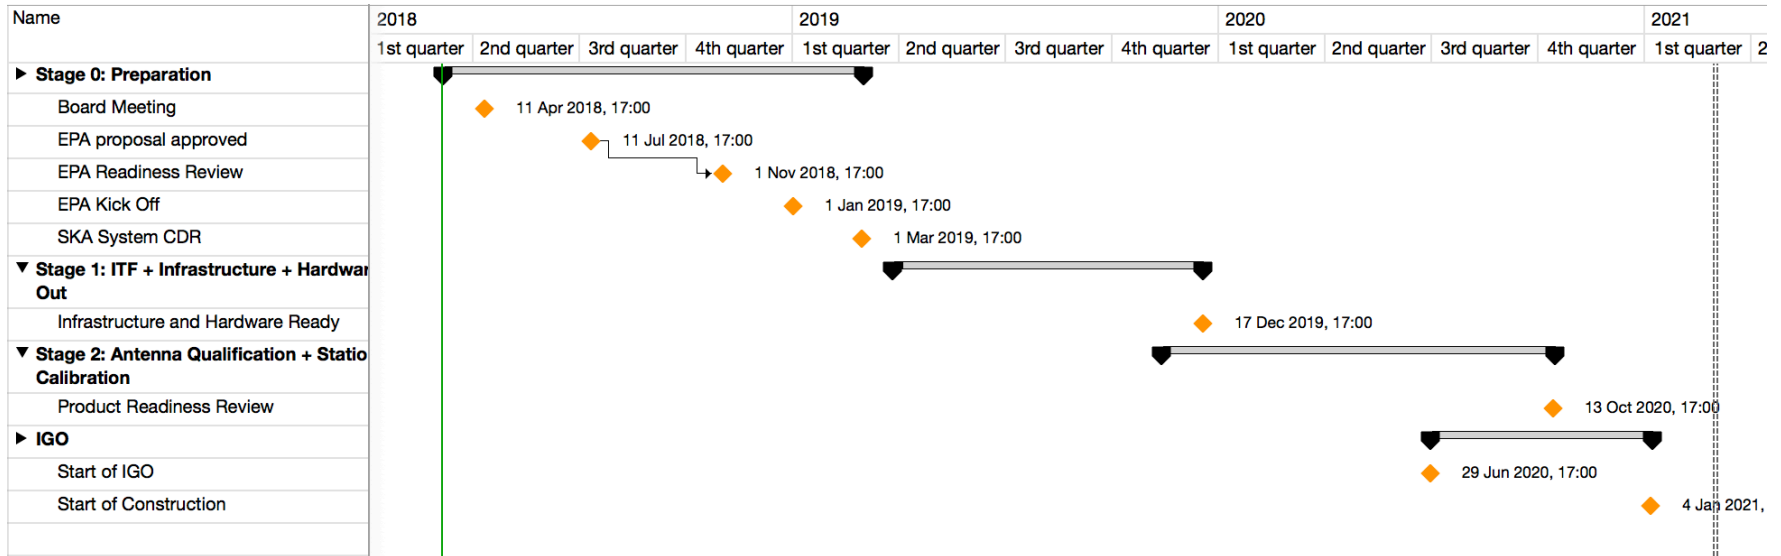 Name
2018 2019 2020 2021
1st quarter 2nd quarter 3rd quarter 4th quarter 1st quarter 2nd quarter 3rd quarter 4th quarter 1st quarter 2nd quarter 3rd quarter 4th quarter 1st quarter 2
Stage 0: Preparation
Board Meeting 11 Apr 2018, 17:00
EPA proposal approved 11 Jul 2018, 17:00
EPA Readiness Review 1 Nov 2018, 17:00
EPA Kick Off 1 Jan 2019, 17:00
SKA System CDR 1 Mar 2019, 17:00
Stage 1: ITF + Infrastructure + Hardwar
Out
Infrastructure and Hardware Ready 17 Dec 2019, 17:00
Stage 2: Antenna Qualification + Statio
Calibration
Product Readiness Review 13 Oct 2020, 17:00
IGO
Start of IGO 29 Jun 2020, 17:00
Start of Construction 4 Jan 2021,